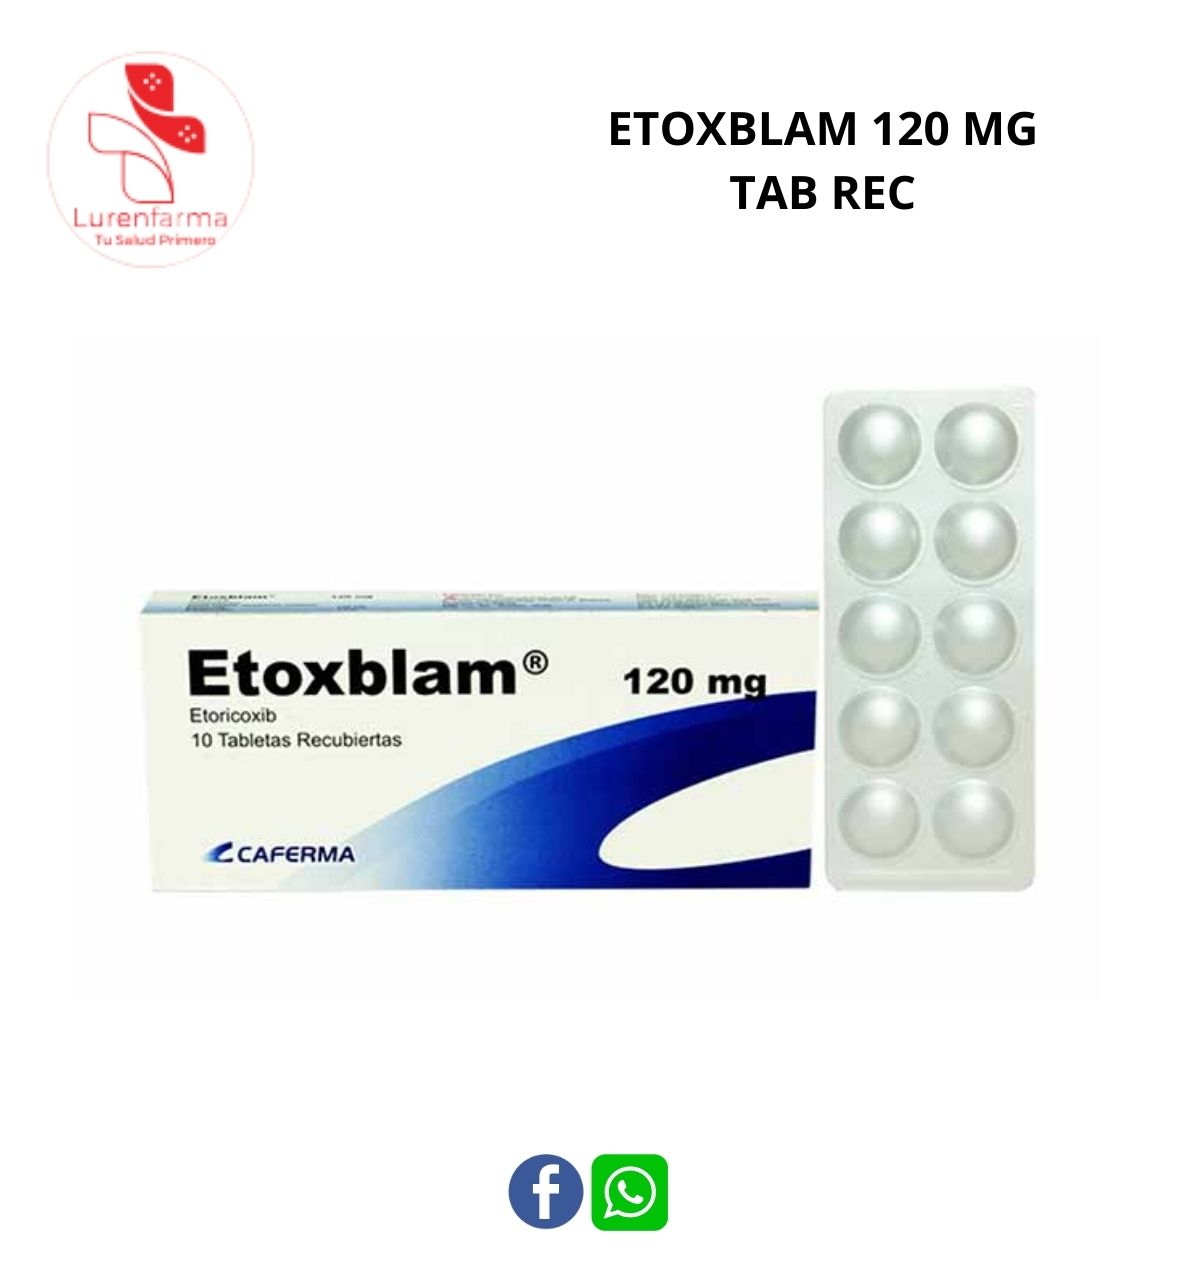 Lurenfarma
Tu Salud Primero
ETOXBLAM 120 MG
TAB REC
Etoxblam®
120 mg
Etoricoxib
10 Tabletas Recubiertas
CAFERMA